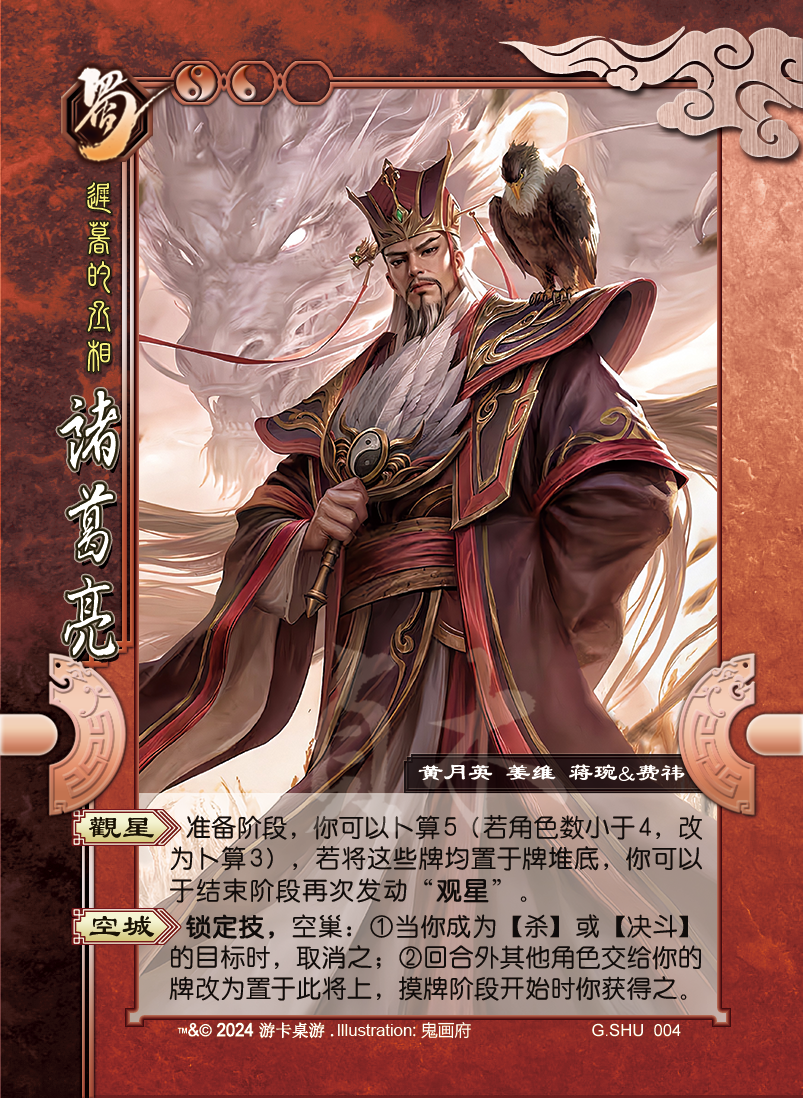 蜀
遲暮的丞相
諸葛亮
黄月英 姜维 蒋琬&费祎
觀星 准备阶段，你可以卜算5（若角色数小于4，改
为卜算3），若将这些牌均置于牌堆底，你可以
于结束阶段再次发动“观星”。
空城 锁定技，空巢：①当你成为【杀】或【决斗】
的目标时，取消之；②回合外其他角色交给你的
牌改为置于此将上，摸牌阶段开始时你获得之。
™&© 2024 游卡桌游 . Illustration: 鬼画府
G.SHU 004